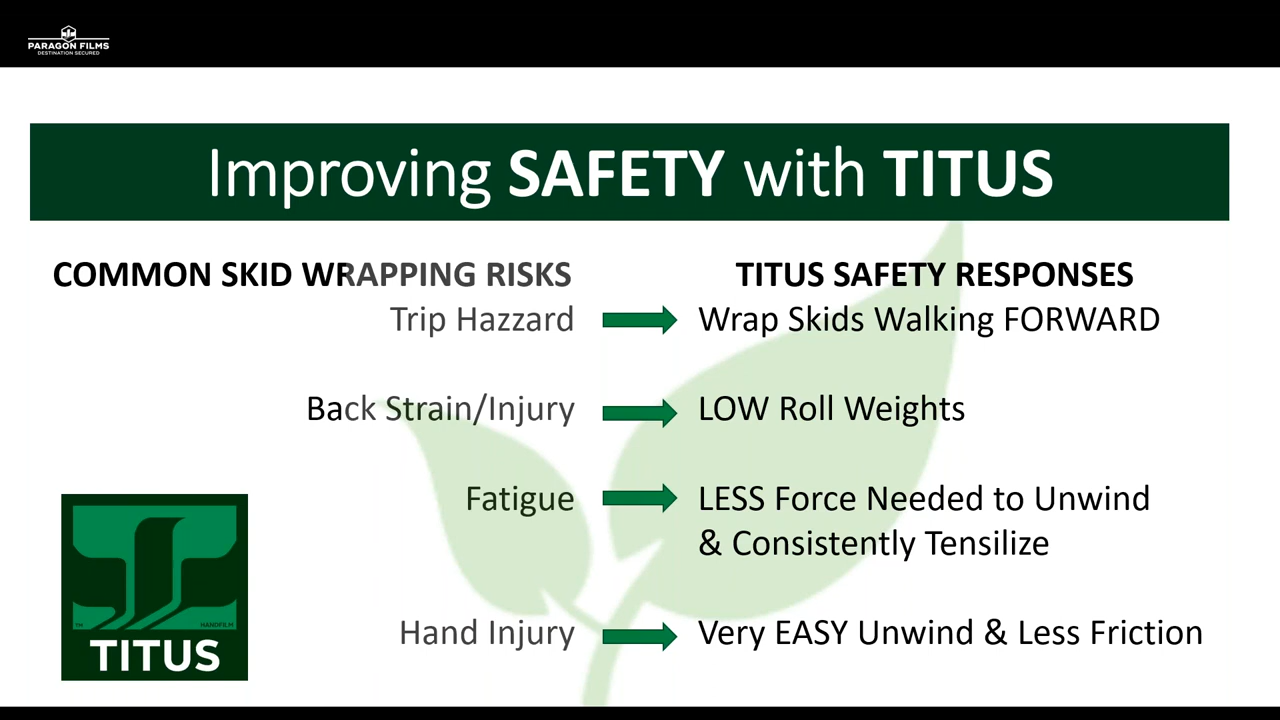 PARAGON FILMS
DESTINATION SECURED
Improving SAFETY with TITUS
COMMON SKID WRAPPING RISKS
TITUS SAFETY RESPONSES
Trip Hazzard
Wrap Skids Walking FORWARD
Back Strain/Injury
LOW Roll Weights
Fatigue
LESS Force Needed to Unwind
& Consistently Tensilize
Hand Injury
Very EASY Unwind & Less Friction
TM
HANDFILM
TITUS